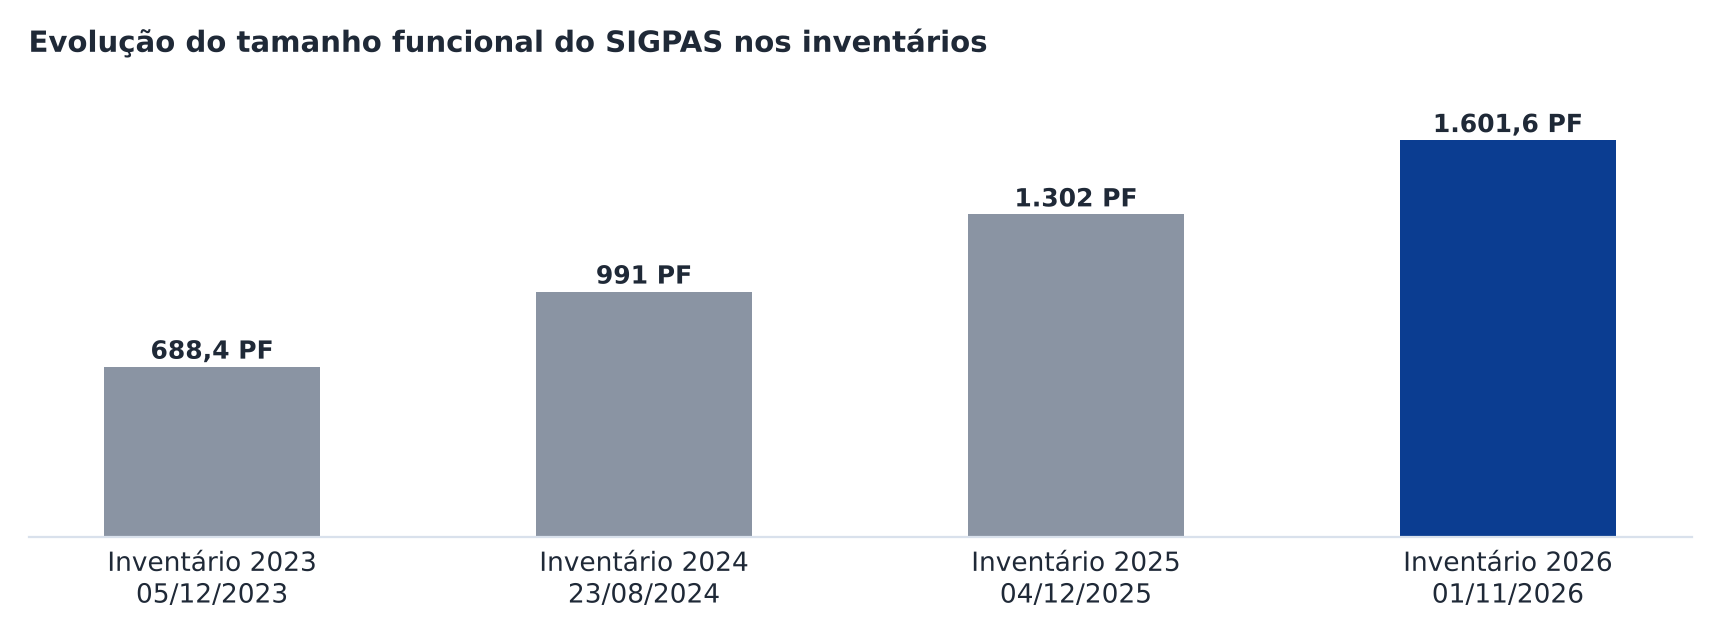 Evolução do tamanho funcional do SIGPAS nos inventários
1.601,6 PF
1.302 PF
991 PF
688,4 PF
Inventário 2023
05/12/2023
Inventário 2024
23/08/2024
Inventário 2025
04/12/2025
Inventário 2026
01/11/2026